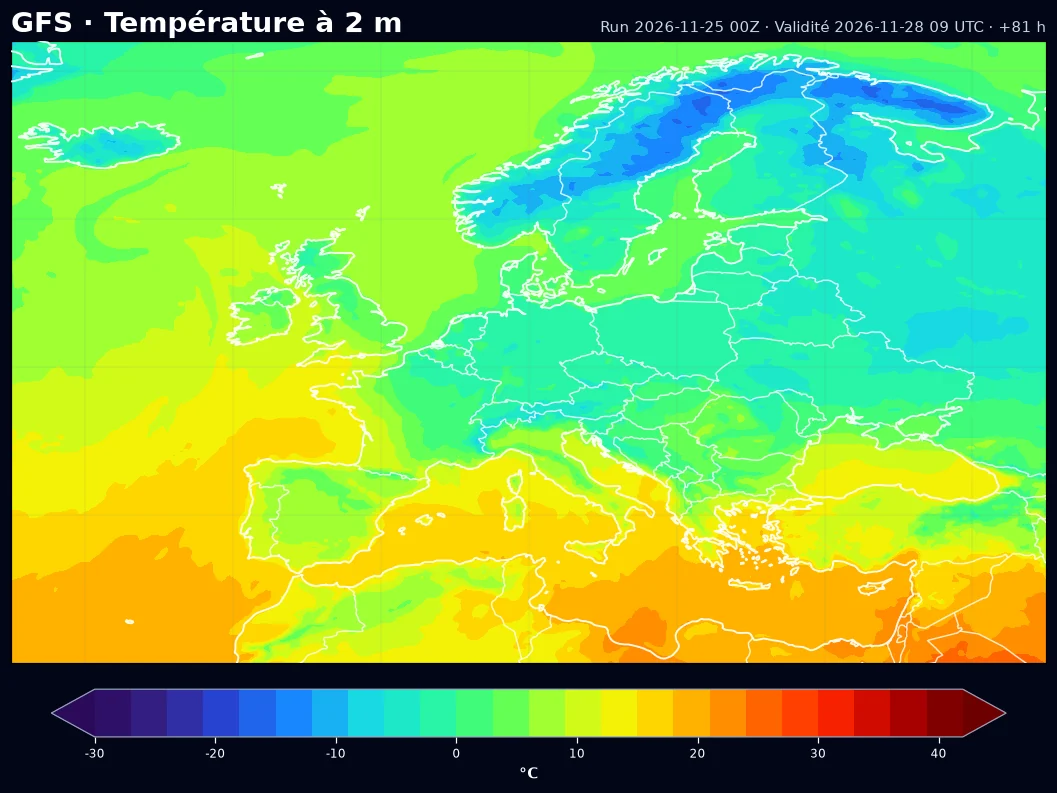 GFS · Température à 2 m
Run 2026-11-25 00Z · Validité 2026-11-28 09 UTC · +81 h
-30 -20 -10 0 10 20 30 40
°C